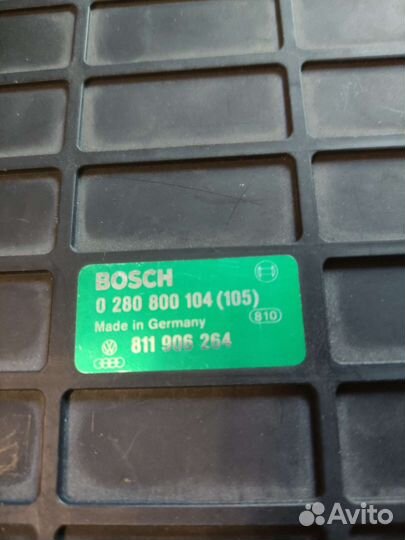 BOSCH
0 280 800 104 (105)
Made in Germany 810
811 906 264
Avito